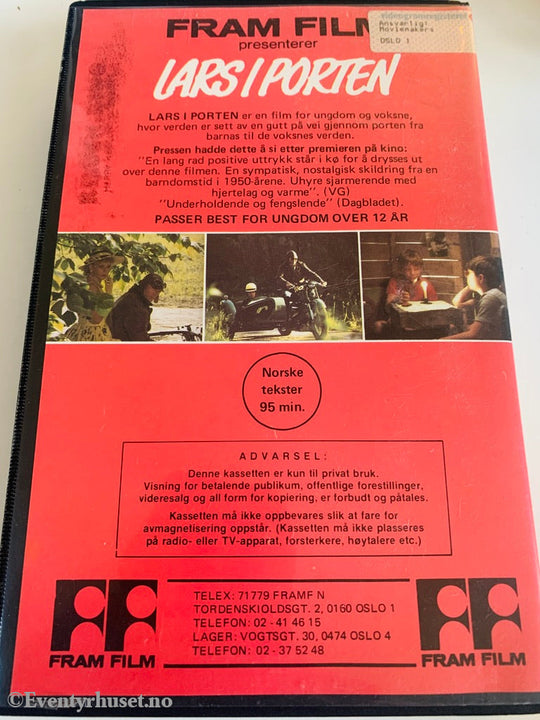 FRAM FILM
presenterer
videogramregisteret
Ansvarlig:
Moviemakers
OSLO 1
LARS I PORTEN
LARS I PORTEN er en film for ungdom og voksne,
hvor verden er sett av en gutt på vei gjennom porten fra
barnas til de voksnes verden.
Pressen hadde dette å si etter premieren på kino:
"En lang rad positive uttrykk står i kø for å drysses ut
over denne filmen. En sympatisk, nostalgisk skildring fra en
barndomstid i 1950-årene. Uhyre sjarmerende med
hjertelag og varme". (VG)
"Underholdende og fengslende" (Dagbladet).
PASSER BEST FOR UNGDOM OVER 12 ÅR
Norske
tekster
95 min.
ADVARSEL:
Denne kassetten er kun til privat bruk.
Visning for betalende publikum, offentlige forestillinger,
videresalg og all form for kopiering, er forbudt og påtales.
Kassetten må ikke oppbevares slik at fare for
avmagnetisering oppstår. (Kassetten må ikke plasseres
på radio- eller TV-apparat, forsterkere, høytalere etc.)
FRAM FILM
TELEX: 71779 FRAMF N
TORDENSKIOLDSGT. 2, 0160 OSLO 1
TELEFON: 02 - 41 46 15
LAGER: VOGTSGT. 30, 0474 OSLO 4
TELEFON: 02 - 37 52 48
FRAM FILM
©Eventyrhuset.no